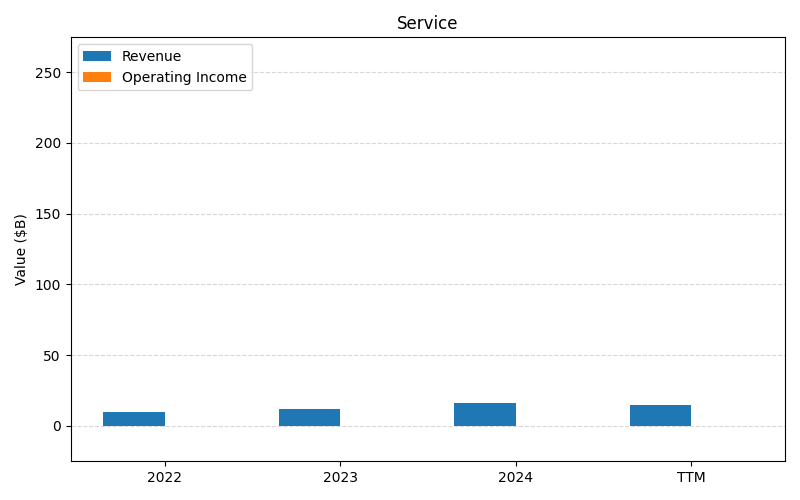 Service
Revenue
Operating Income
Value ($B)
250
200
150
100
50
0
2022 2023 2024 TTM